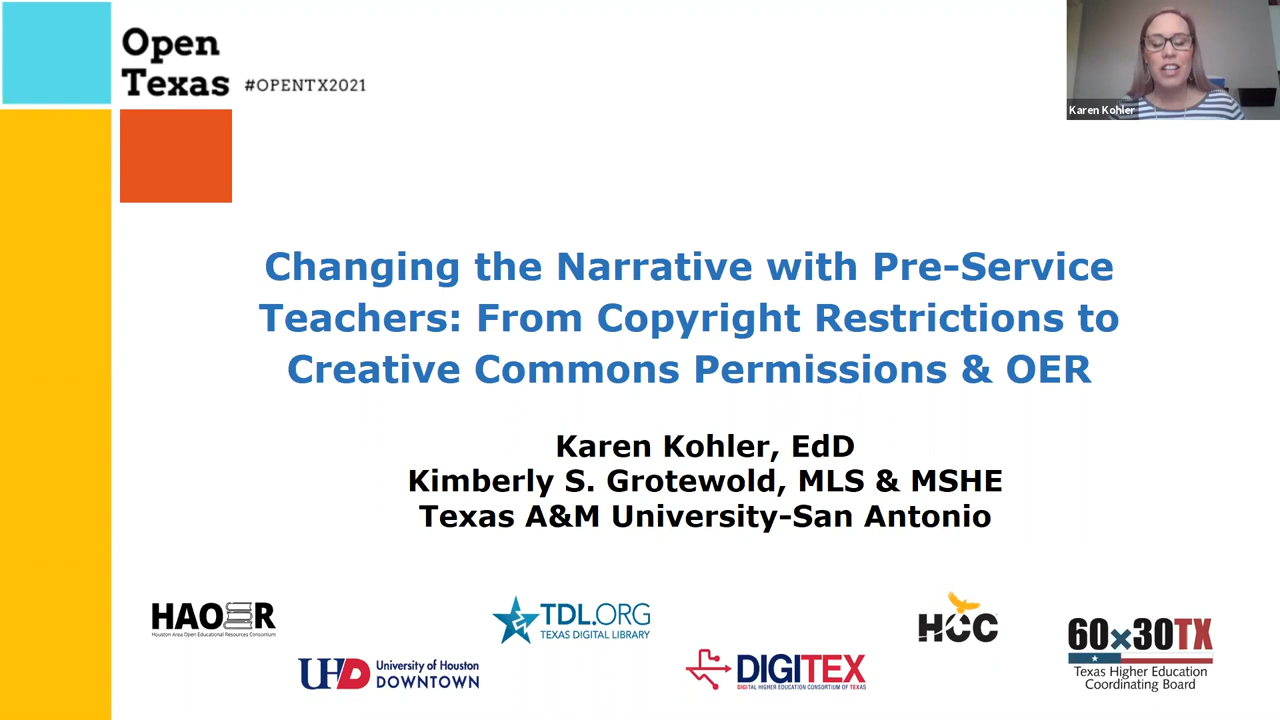 Open
Texas #OPENTX2021
Karen Kohler
Changing the Narrative with Pre-Service
Teachers: From Copyright Restrictions to
Creative Commons Permissions & OER
Karen Kohler, EdD
Kimberly S. Grotewold, MLS & MSHE
Texas A&M University-San Antonio
HAOER
Houston Area Open Educational Resources Consortium
TDL.ORG
TEXAS DIGITAL LIBRARY
HCC
60x30TX
Texas Higher Education
Coordinating Board
UHD University of Houston
DOWNTOWN
DIGITEX
DIGITAL HIGHER EDUCATION CONSORTIUM OF TEXAS